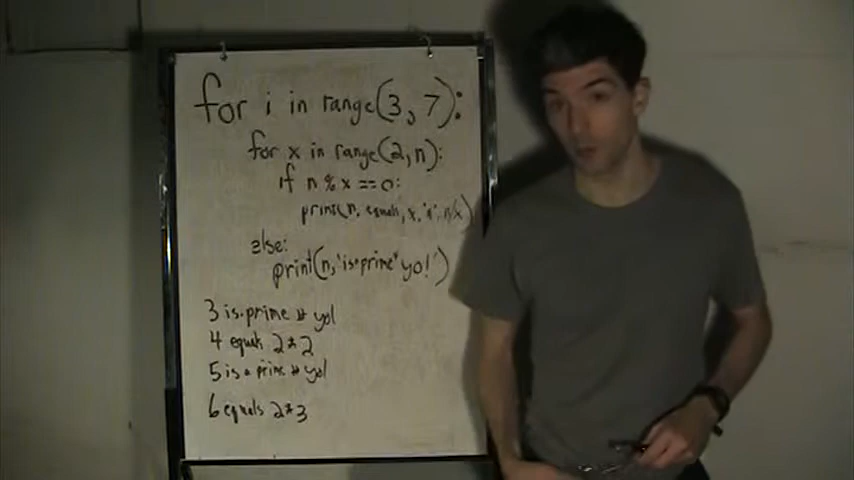 for i in range(3, 7):
for x in range(2, n):
if n % x == 0:
print(n, equals, x, '*', n/x)
else:
print(n, 'is a prime # yo!')
3 is a prime # yo!
4 equals 2 * 2
5 is a prime # yo!
6 equals 2 * 3